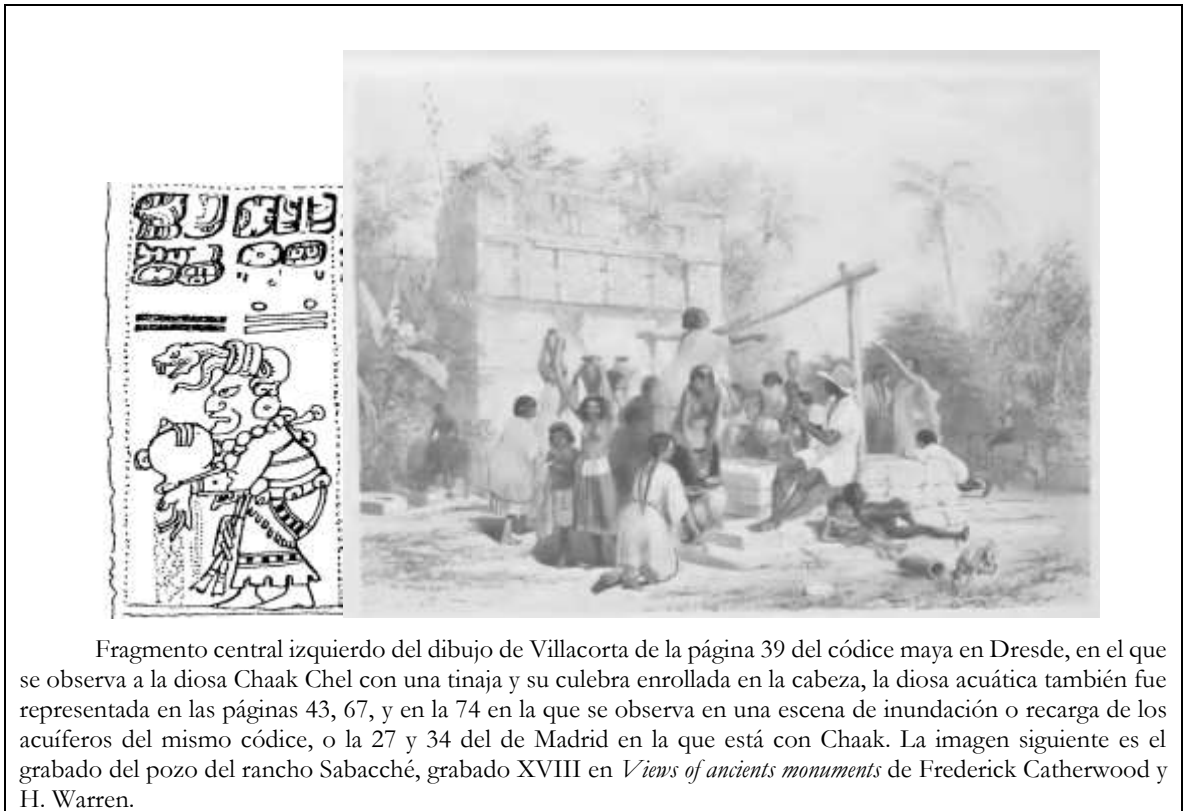 Fragmento central izquierdo del dibujo de Villacorta de la página 39 del códice maya en Dresde, en el que
se observa a la diosa Chaak Chel con una tinaja y su culebra enrollada en la cabeza, la diosa acuática también fue
representada en las páginas 43, 67, y en la 74 en la que se observa en una escena de inundación o recarga de los
acuíferos del mismo códice, o la 27 y 34 del de Madrid en la que está con Chaak. La imagen siguiente es el
grabado del pozo del rancho Sabacché, grabado XVIII en Views of ancients monuments de Frederick Catherwood y
H. Warren.